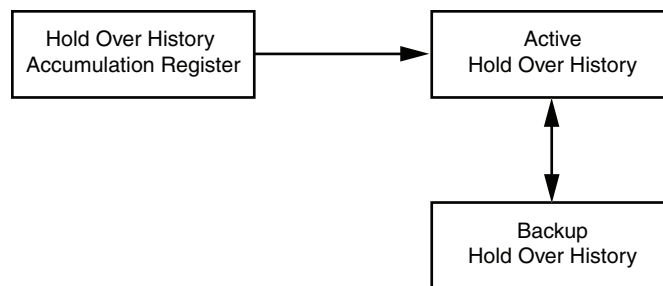 Hold Over History
Accumulation Register
Active
Hold Over History
Backup
Hold Over History